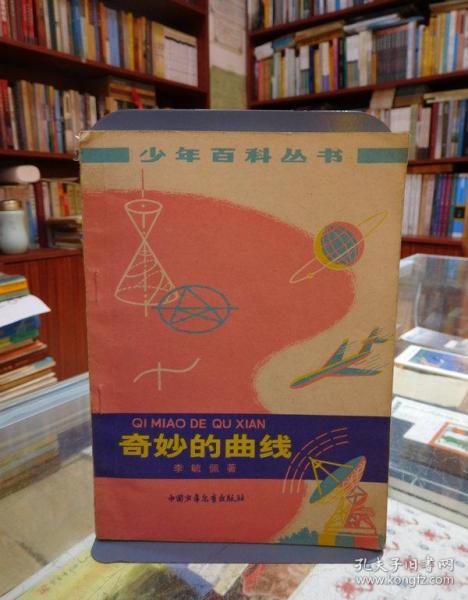 少年百科丛书
QI MIAO DE QU XIAN
奇妙的曲线
李毓佩著
中国少年儿童出版社
孔夫子旧书网
www.kongfz.com